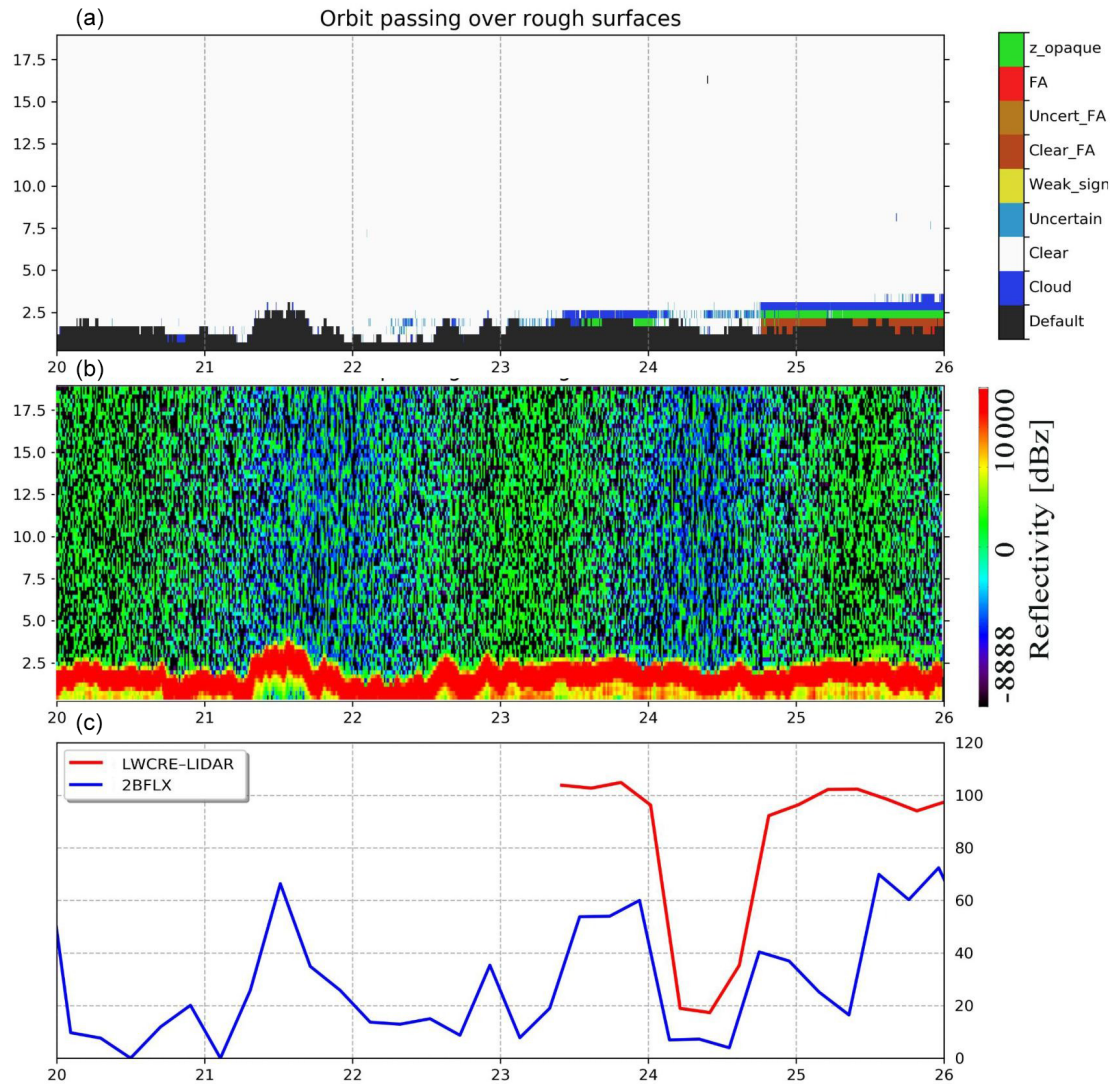 (a)
Orbit passing over rough surfaces
17.5
15.0
12.5
10.0
7.5
5.0
2.5
20 21 22 23 24 25 26
z_opaque
FA
Uncert_FA
Clear_FA
Weak_sign
Uncertain
Clear
Cloud
Default
(b)
17.5
15.0
12.5
10.0
7.5
5.0
2.5
20 21 22 23 24 25 26
-8888 0 10000
Reflectivity [dBz]
(c)
LWCRE–LIDAR
2BFLX
120
100
80
60
40
20
0
20 21 22 23 24 25 26